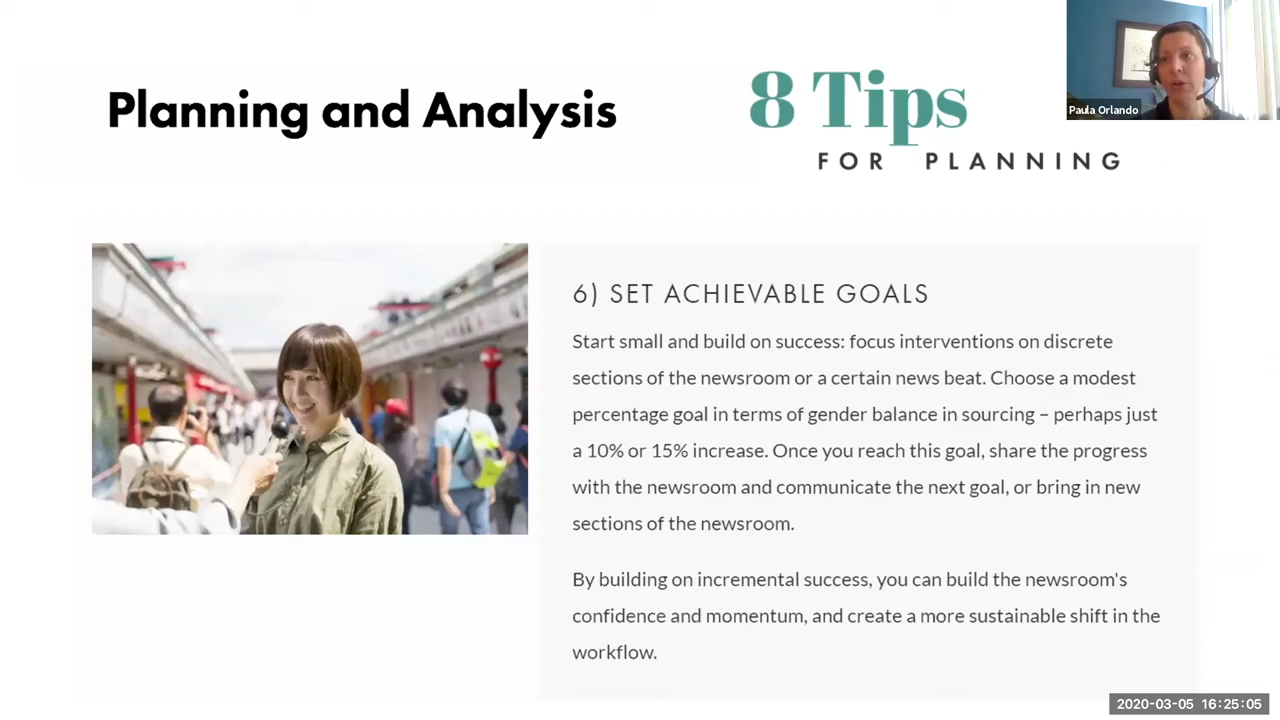 Planning and Analysis
8 Tips
FOR PLANNING
Paula Orlando
6) SET ACHIEVABLE GOALS
Start small and build on success: focus interventions on discrete
sections of the newsroom or a certain news beat. Choose a modest
percentage goal in terms of gender balance in sourcing – perhaps just
a 10% or 15% increase. Once you reach this goal, share the progress
with the newsroom and communicate the next goal, or bring in new
sections of the newsroom.
By building on incremental success, you can build the newsroom's
confidence and momentum, and create a more sustainable shift in the
workflow.
2020-03-05 16:25:05